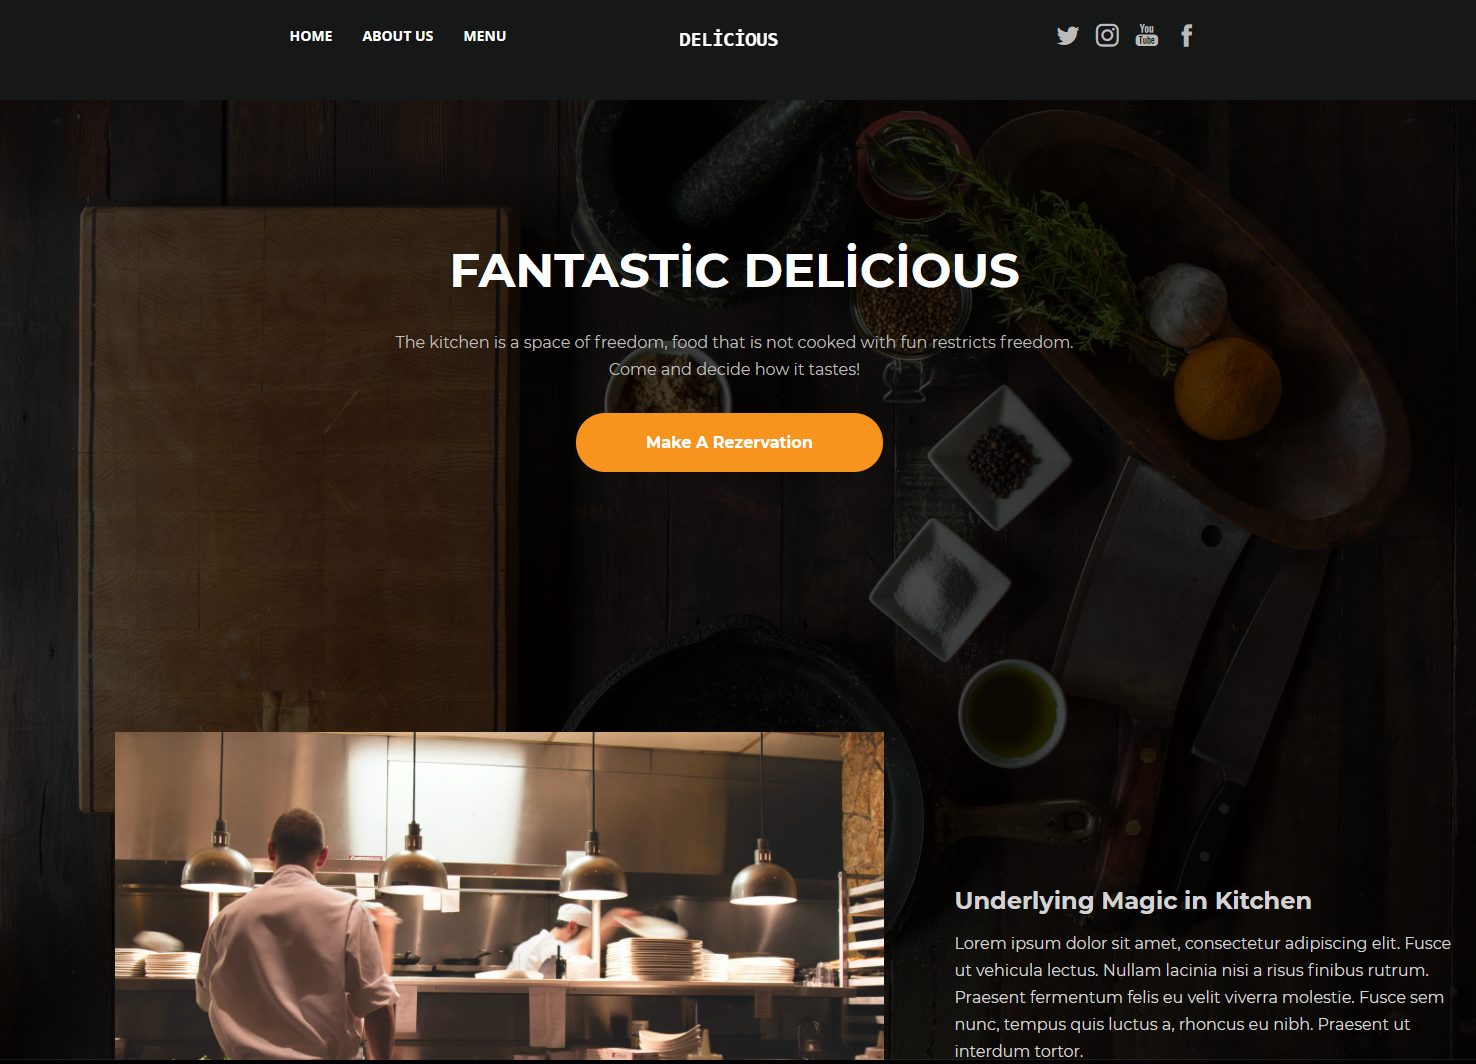 HOME ABOUT US MENU DELİCİOUS You Tube
FANTASTİC DELİCİOUS
The kitchen is a space of freedom, food that is not cooked with fun restricts freedom.
Come and decide how it tastes!
Make A Rezervation
Underlying Magic in Kitchen
Lorem ipsum dolor sit amet, consectetur adipiscing elit. Fusce
ut vehicula lectus. Nullam lacinia nisi a risus finibus rutrum.
Praesent fermentum felis eu velit viverra molestie. Fusce sem
nunc, tempus quis luctus a, rhoncus eu nibh. Praesent ut
interdum tortor.